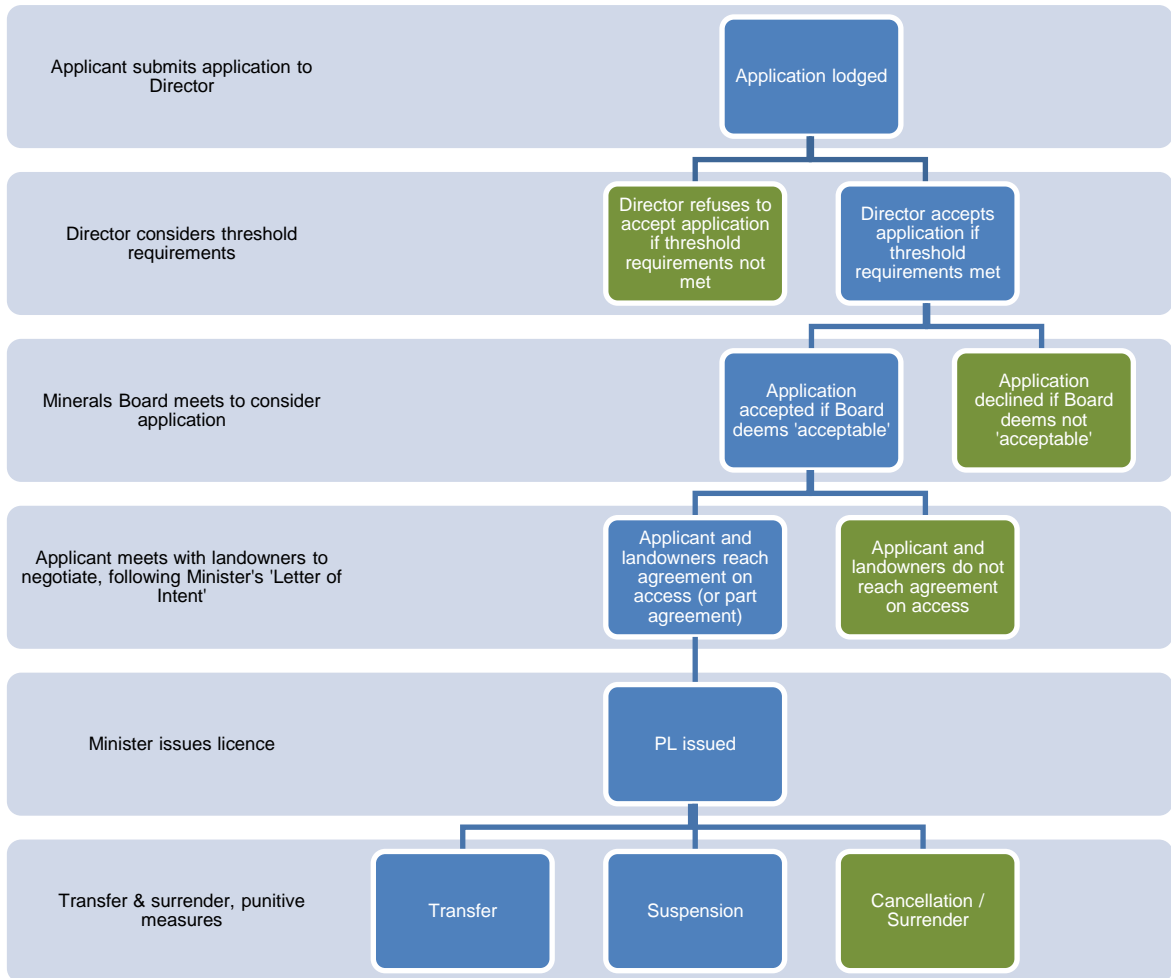 Applicant submits application to
Director
Application lodged
Director considers threshold
requirements
Director refuses to
accept application
if threshold
requirements not
met
Director accepts
application if
threshold
requirements met
Minerals Board meets to consider
application
Application
accepted if Board
deems 'acceptable'
Application
declined if Board
deems not
'acceptable'
Applicant meets with landowners to
negotiate, following Minister's 'Letter of
Intent'
Applicant and
landowners reach
agreement on
access (or part
agreement)
Applicant and
landowners do not
reach agreement
on access
Minister issues licence
PL issued
Transfer & surrender, punitive
measures
Transfer
Suspension
Cancellation /
Surrender